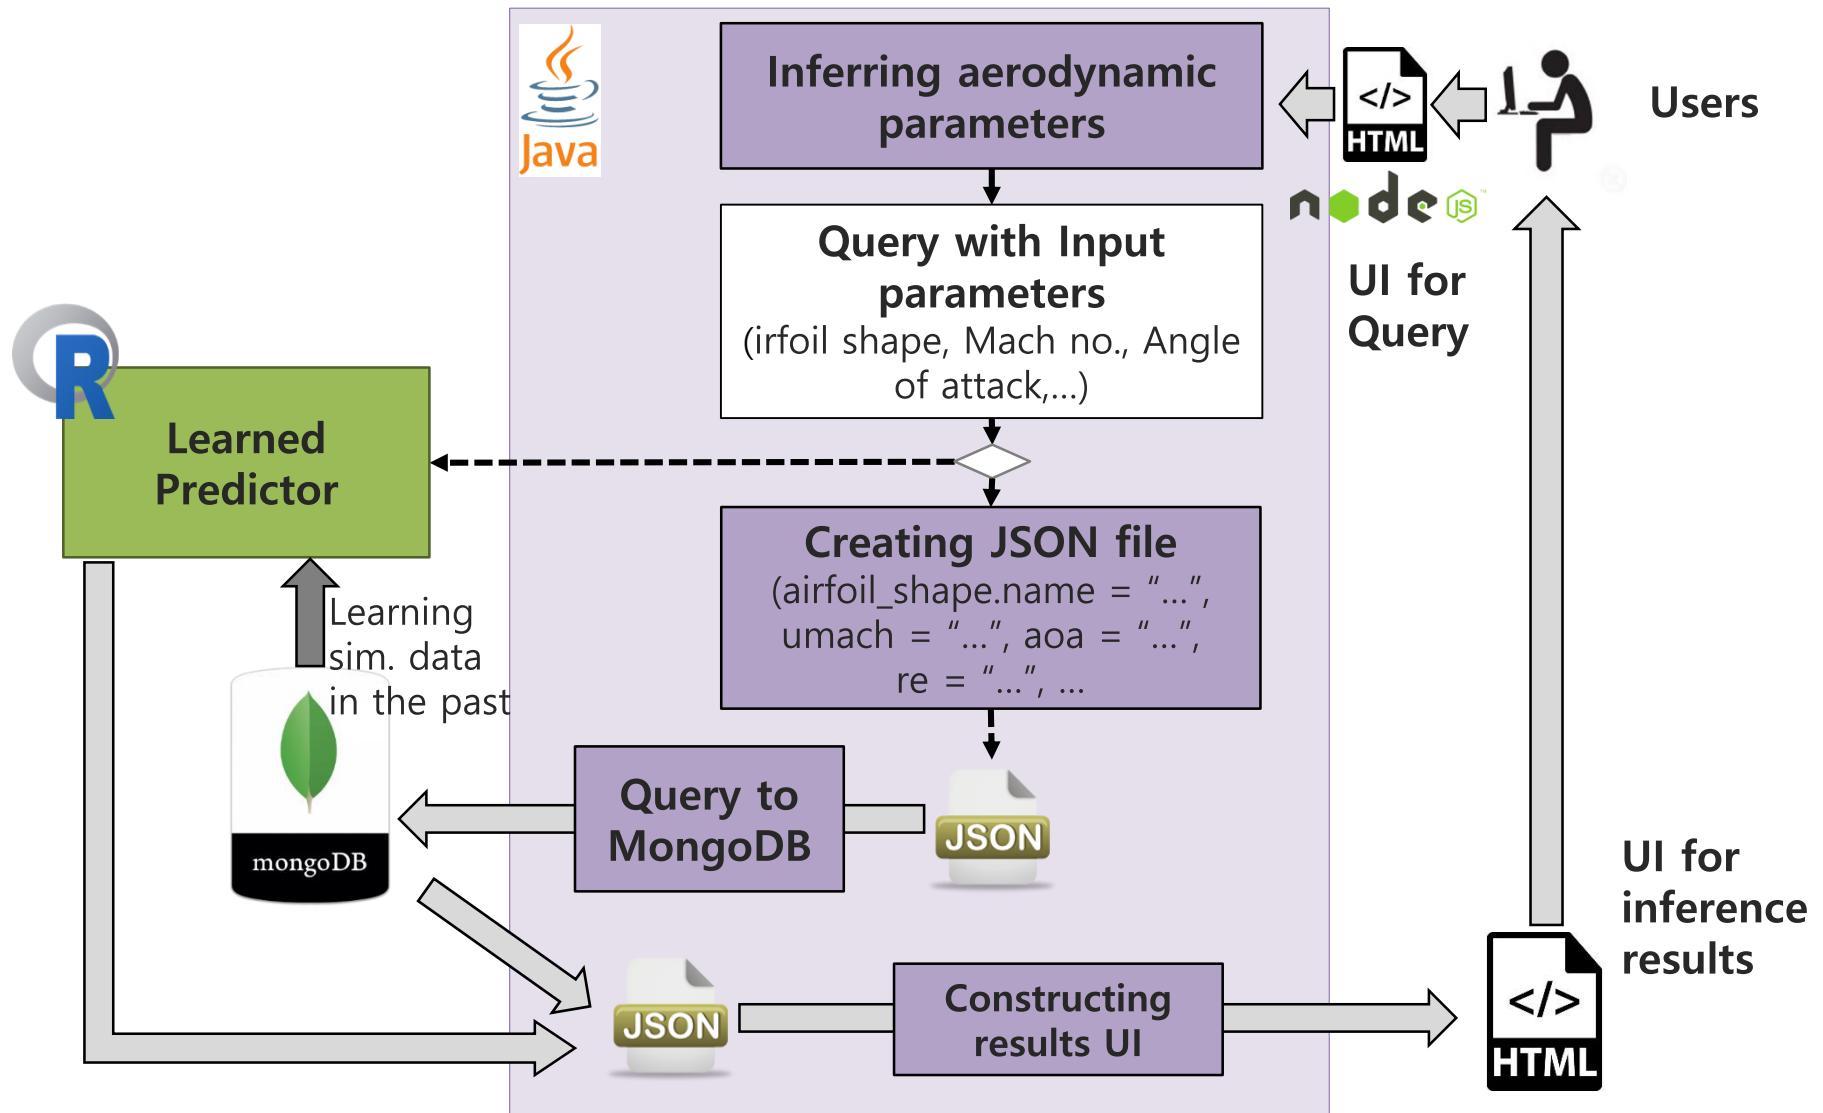 Java
Inferring aerodynamic
parameters
</>
HTML
Users
node
JS
™
Query with Input
parameters
(irfoil shape, Mach no., Angle
of attack,...)
UI for
Query
R
Learned
Predictor
Creating JSON file
(airfoil_shape.name = “...”,
umach = “...”, aoa = “...”,
re = “...”, ...
Learning
sim. data
in the past
mongoDB
Query to
MongoDB
JSON
UI for
inference
results
JSON
Constructing
results UI
</>
HTML